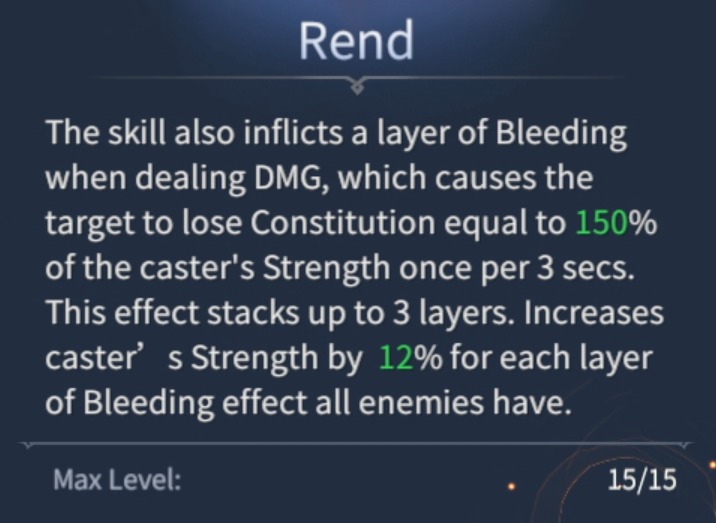 Rend
The skill also inflicts a layer of Bleeding
when dealing DMG, which causes the
target to lose Constitution equal to 150%
of the caster's Strength once per 3 secs.
This effect stacks up to 3 layers. Increases
caster’ s Strength by 12% for each layer
of Bleeding effect all enemies have.
Max Level: 15/15